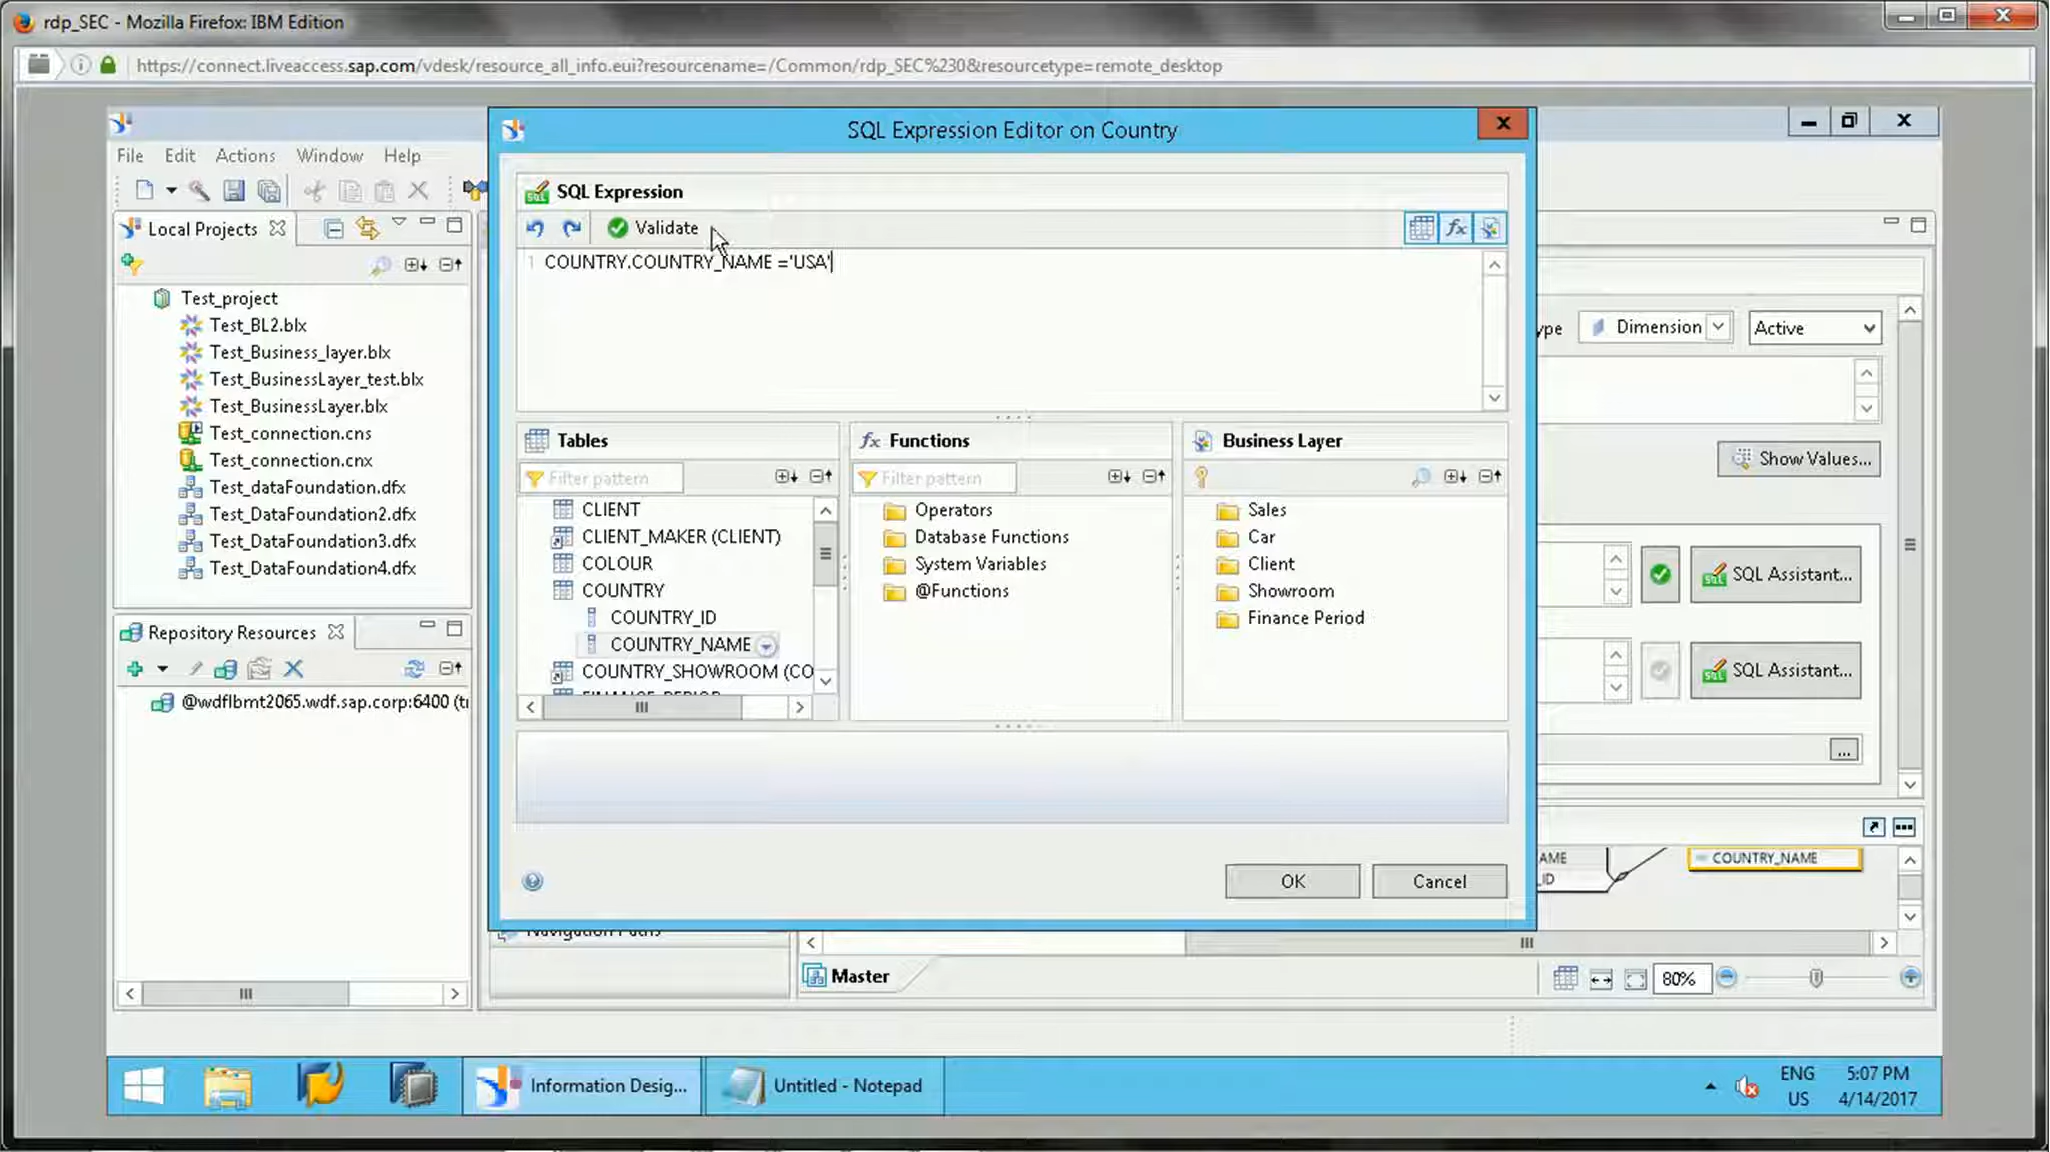 rdp_SEC - Mozilla Firefox: IBM Edition
https://connect.liveaccess.sap.com/vdesk/resource_all_info.eui?resourcename=/Common/rdp_SEC%230&resourcetype=remote_desktop
SQL Expression Editor on Country
File Edit Actions Window Help
SQL Expression
Local Projects
Validate
1 COUNTRY.COUNTRY_NAME ='USA'
Test_project
Test_BL2.blx
Test_Business_layer.blx
Test_BusinessLayer_test.blx
Test_BusinessLayer.blx
Test_connection.cns
Test_connection.cnx
Test_dataFoundation.dfx
Test_DataFoundation2.dfx
Test_DataFoundation3.dfx
Test_DataFoundation4.dfx
ype Dimension Active
Show Values...
SQL Assistant...
SQL Assistant...
...
Tables
Filter pattern
CLIENT
CLIENT_MAKER (CLIENT)
COLOUR
COUNTRY
COUNTRY_ID
COUNTRY_NAME
COUNTRY_SHOWROOM (CO
FINANCE_PERIOD
Functions
Filter pattern
Operators
Database Functions
System Variables
@Functions
Business Layer
Sales
Car
Client
Showroom
Finance Period
Repository Resources
@wdflbmt2065.wdf.sap.corp:6400 (t
OK Cancel
AME
_ID
COUNTRY_NAME
Navigation Paths
Master
80%
Information Desig...
Untitled - Notepad
ENG
US
5:07 PM
4/14/2017